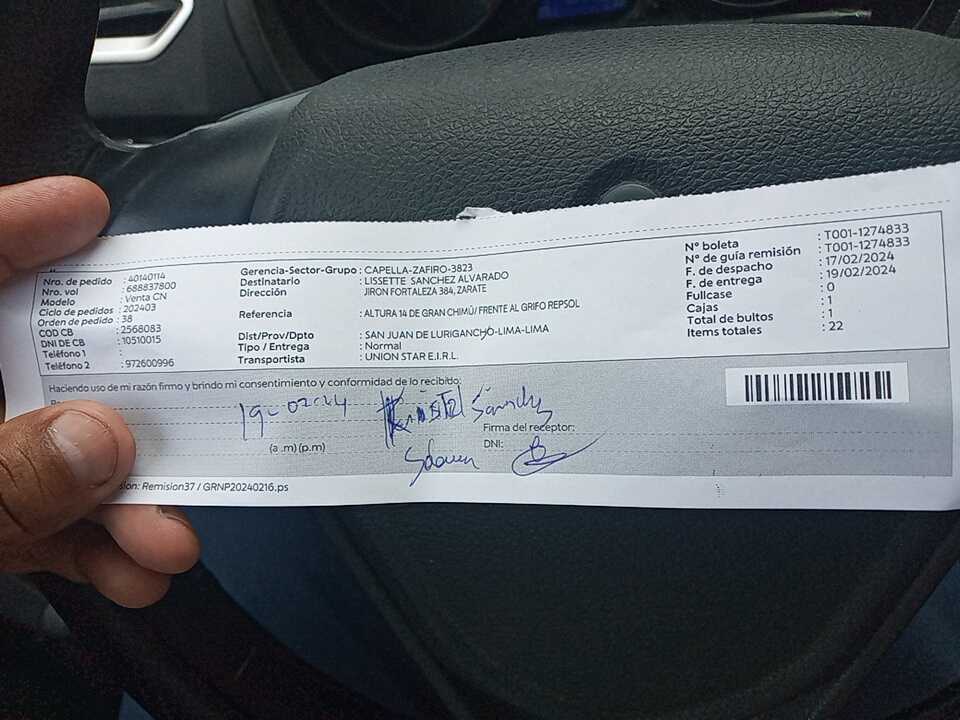 Nro. de pedido : 40140114
Nro. vol : 688837800
Modelo : Venta CN
Ciclo de pedidos : 202403
Orden de pedido : 38
COD CB : 2568083
DNI DE CB : 10510015
Teléfono 1 :
Teléfono 2 : 972600996
Gerencia-Sector-Grupo : CAPELLA-ZAFIRO-3823
Destinatario : LISSETTE SANCHEZ ALVARADO
Dirección : JIRON FORTALEZA 384, ZARATE
Referencia : ALTURA 14 DE GRAN CHIMÚ/FRENTE AL GRIFO REPSOL
Dist/Prov/Dpto : SAN JUAN DE LURIGANCHO-LIMA-LIMA
Tipo / Entrega : Normal
Transportista : UNION STAR E.I.R.L.
N° boleta : T001-1274833
N° de guía remisión : T001-1274833
F. de despacho : 17/02/2024
F. de entrega : 19/02/2024
Fullcase : 0
Cajas : 1
Total de bultos : 1
Items totales : 22
Haciendo uso de mi razón firmo y brindo mi consentimiento y conformidad de lo recibido:
19-02-24
(a .m) (p.m)
Firma del receptor:
DNI:
sion: Remision37 / GRNP20240216.ps